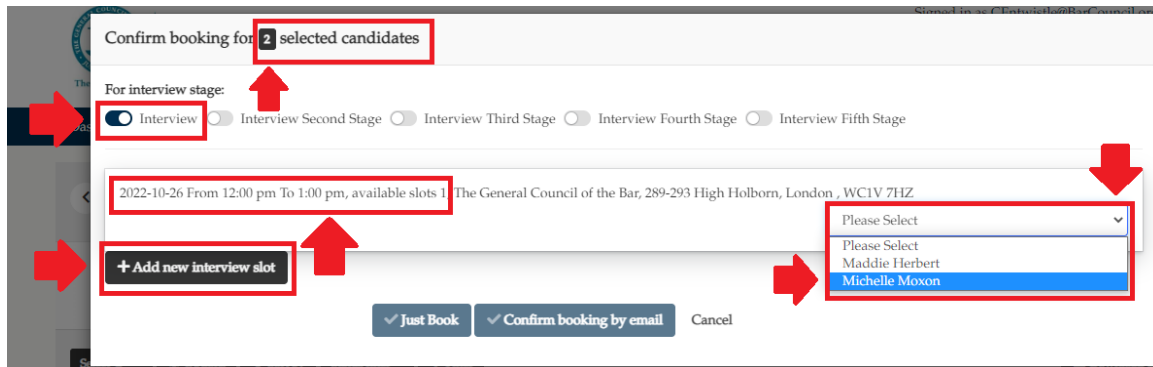 Signed in as CEntwistle@BarCouncil.or
Confirm booking for 2 selected candidates
For interview stage:
Interview Interview Second Stage Interview Third Stage Interview Fourth Stage Interview Fifth Stage
2022-10-26 From 12:00 pm To 1:00 pm, available slots 1, The General Council of the Bar, 289-293 High Holborn, London , WC1V 7HZ
Please Select
Please Select
Maddie Herbert
Michelle Moxon
+ Add new interview slot
Just Book Confirm booking by email Cancel